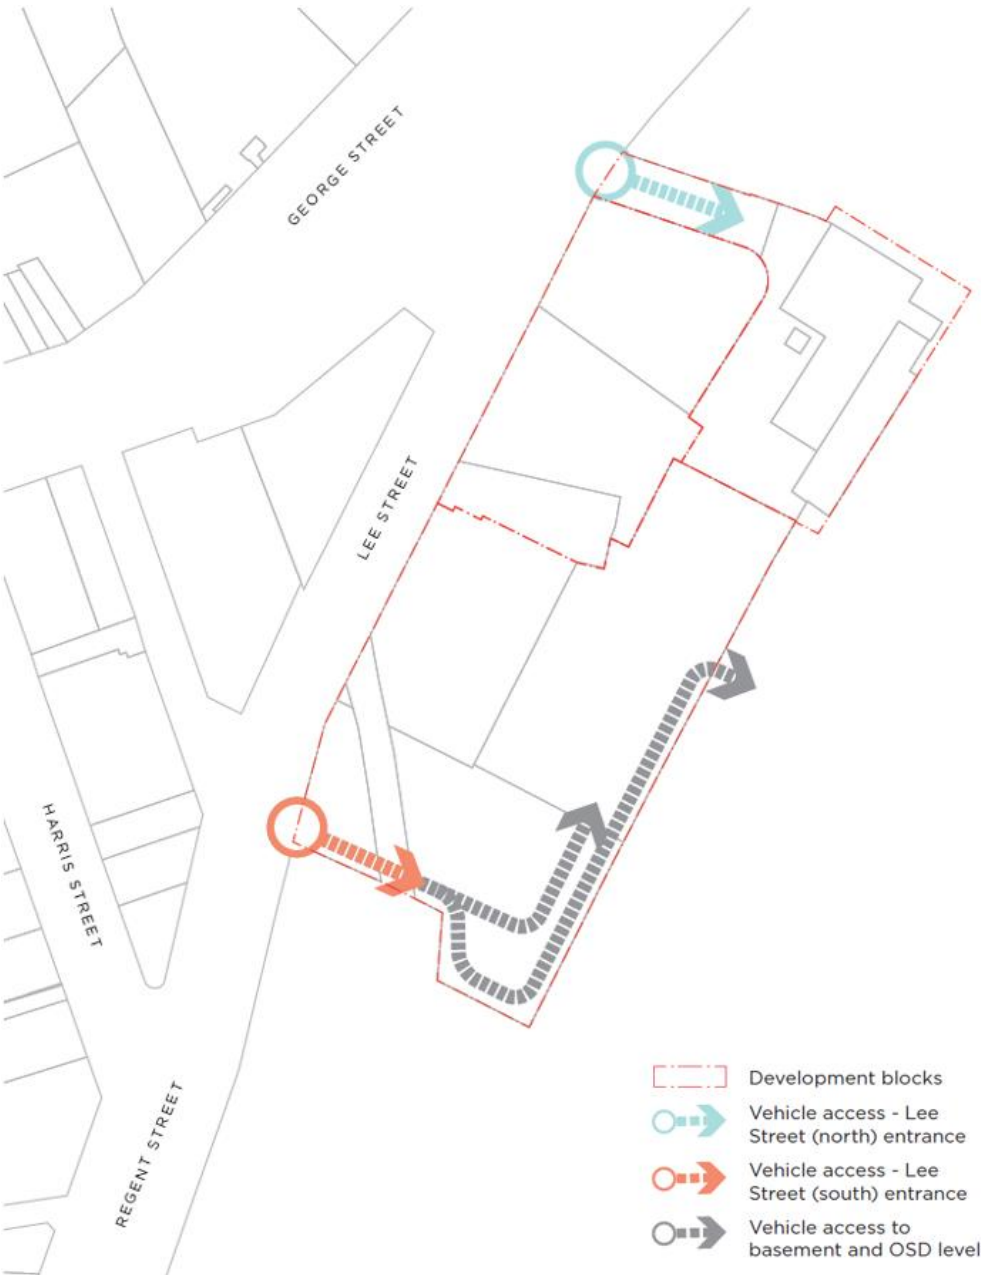 GEORGE STREET
LEE STREET
HARRIS STREET
REGENT STREET
Development blocks
Vehicle access - Lee
Street (north) entrance
Vehicle access - Lee
Street (south) entrance
Vehicle access to
basement and OSD level